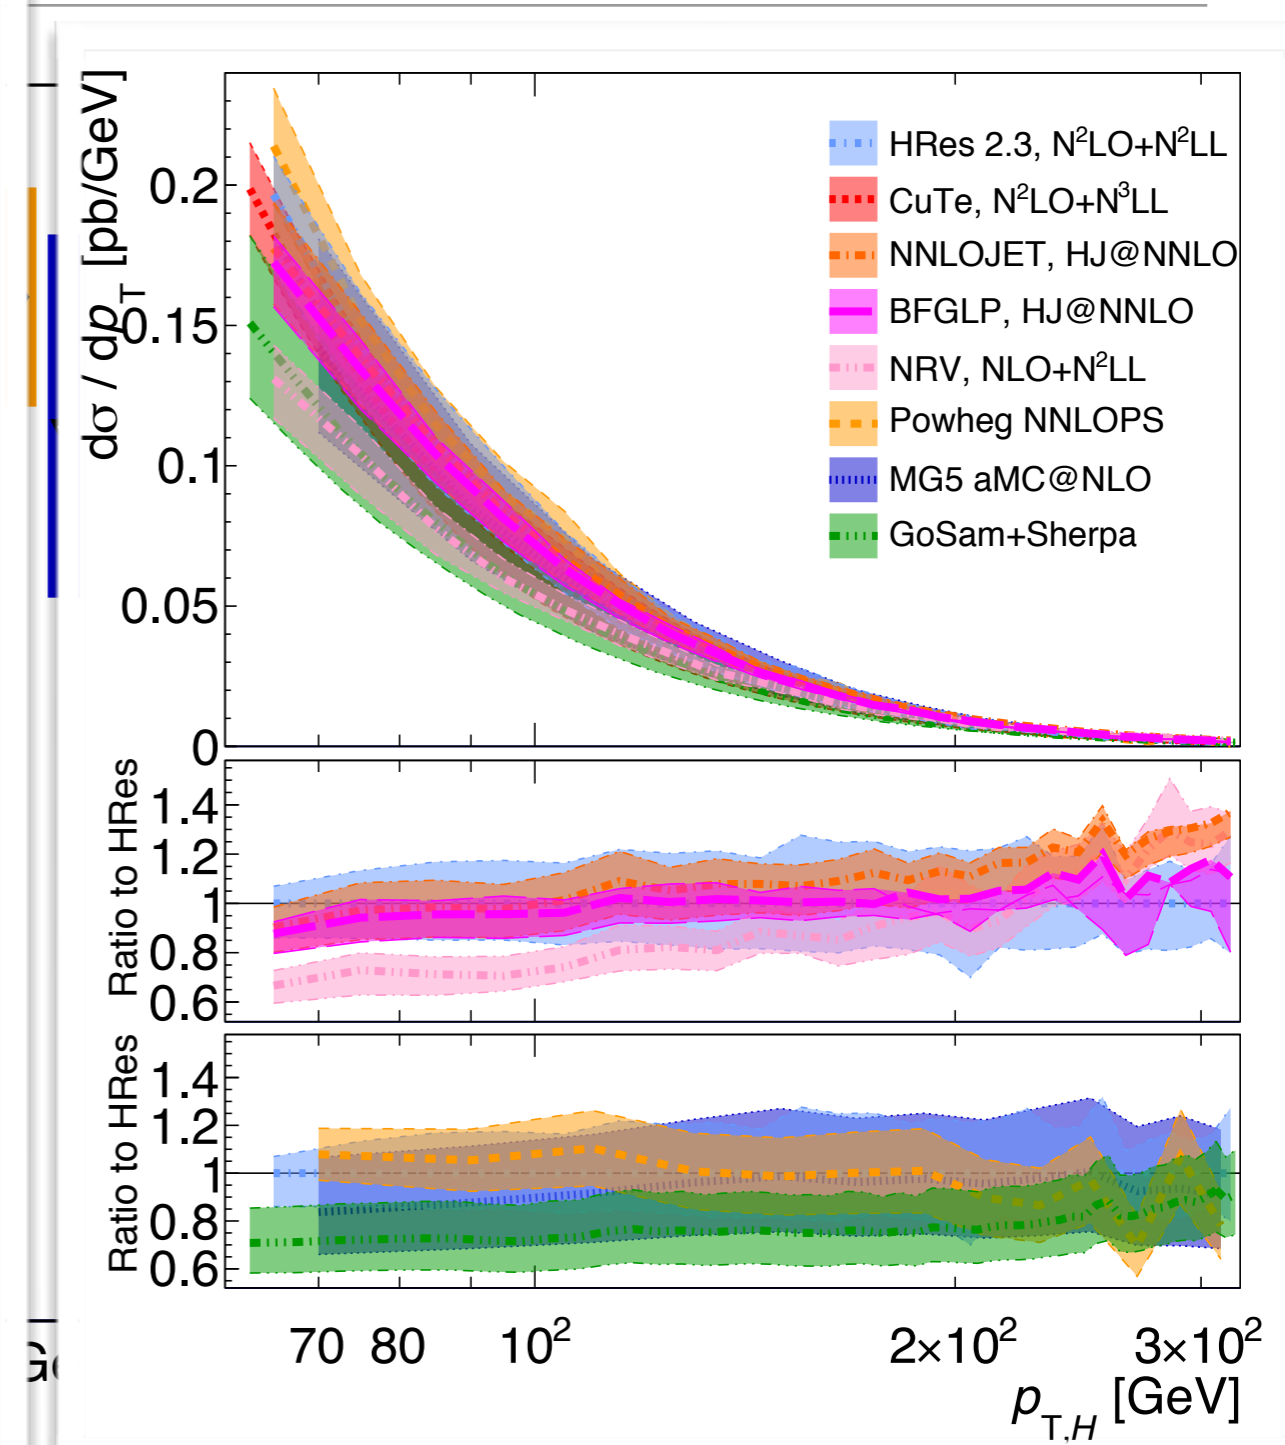 dσ / dp_T [pb/GeV]
0.2
0.15
0.1
0.05
0
HRes 2.3, N²LO+N²LL
CuTe, N²LO+N³LL
NNLOJET, HJ@NNLO
BFGLP, HJ@NNLO
NRV, NLO+N²LL
Powheg NNLOPS
MG5 aMC@NLO
GoSam+Sherpa
Ratio to HRes
1.4
1.2
1
0.8
0.6
Ratio to HRes
1.4
1.2
1
0.8
0.6
70 80 10² 2×10² 3×10²
p_T,H [GeV]